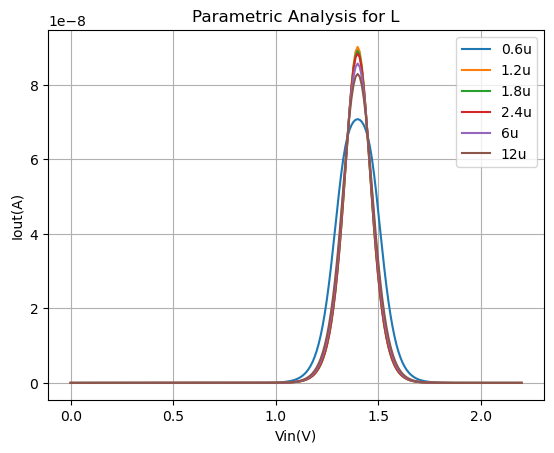 Parametric Analysis for L
1e−8
8
6
4
2
0
Iout(A)
0.0 0.5 1.0 1.5 2.0
Vin(V)
0.6u
1.2u
1.8u
2.4u
6u
12u